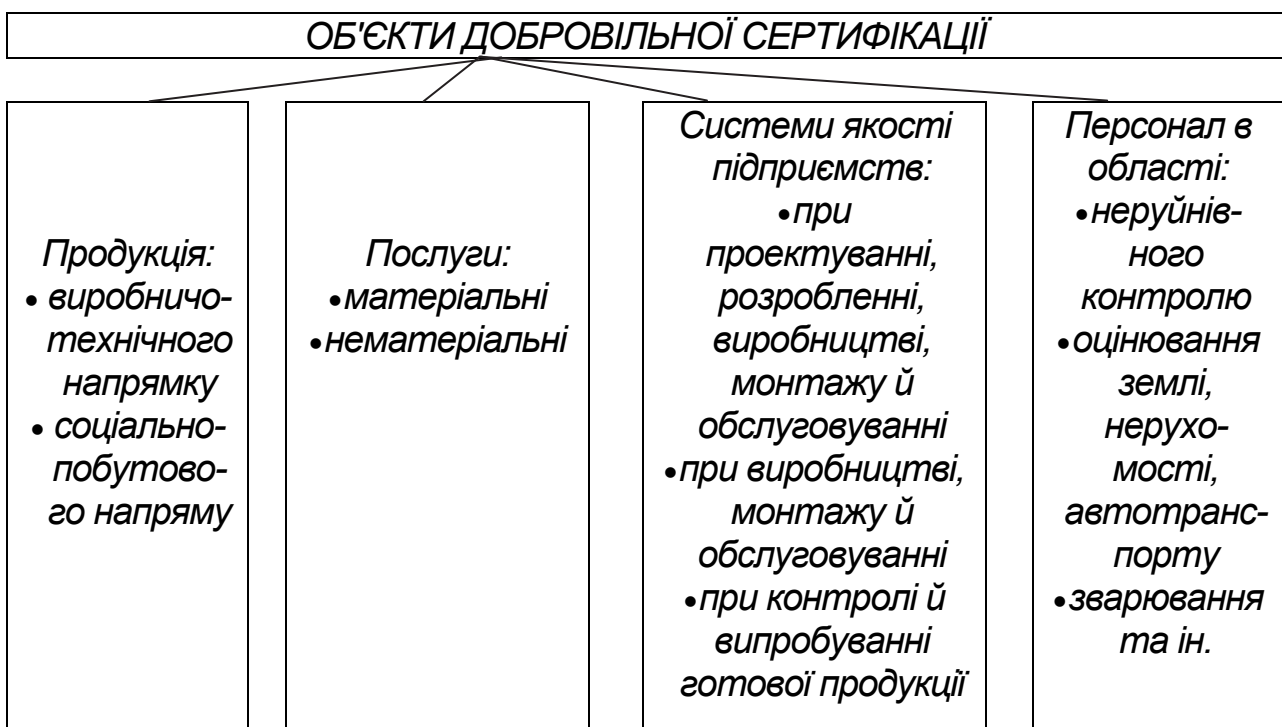 ОБ'ЄКТИ ДОБРОВІЛЬНОЇ СЕРТИФІКАЦІЇ
Продукція:
• виробничо-
технічного
напрямку
• соціально-
побутово-
го напряму
Послуги:
•матеріальні
•нематеріальні
Системи якості
підприємств:
•при
проектуванні,
розробленні,
виробництві,
монтажу й
обслуговуванні
•при виробництві,
монтажу й
обслуговуванні
•при контролі й
випробуванні
готової продукції
Персонал в
області:
•неруйнів-
ного
контролю
•оцінювання
землі,
нерухо-
мості,
автотранс-
порту
•зварювання
та ін.